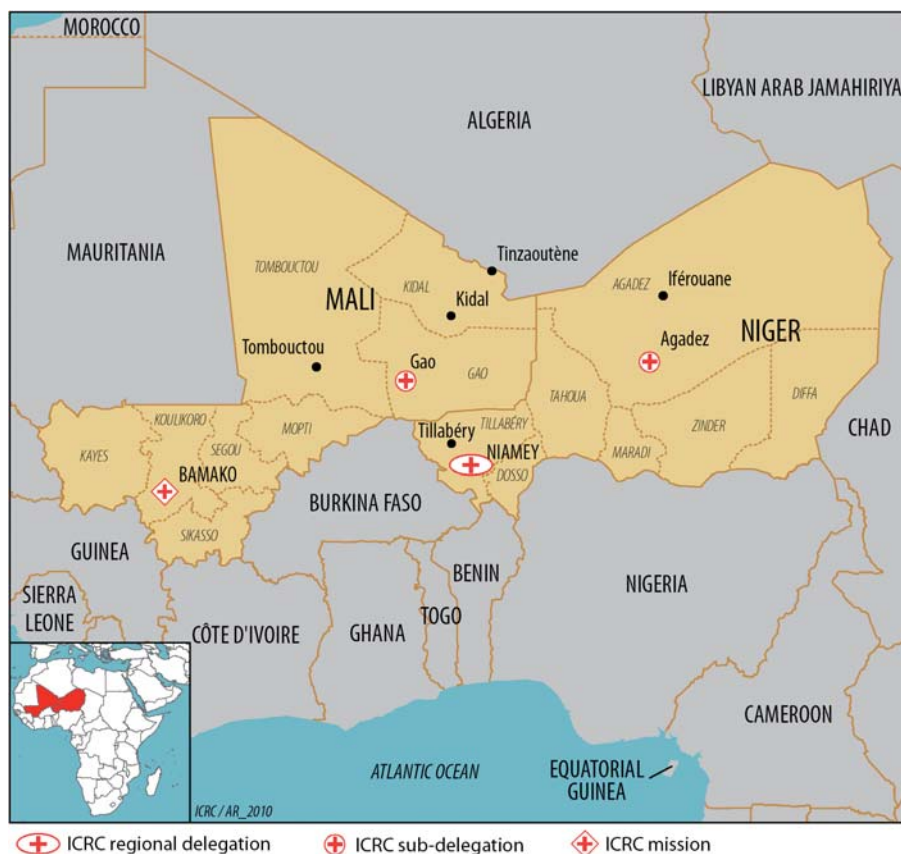 MOROCCO
LIBYAN ARAB JAMAHIRIYA
ALGERIA
MAURITANIA
TOMBOUCTOU
MALI
KIDAL
Kidal
Tinzaoutène
AGADEZ
Iférouane
NIGER
Agadez
Tombouctou
Gao
GAO
TAHOUA
DIFFA
ZINDER
MARADI
CHAD
KAYES
KOULIKORO
SEGOU
MOPTI
BAMAKO
SIKASSO
Tillabéry
TILLABÉRY
NIAMEY
DOSSO
BURKINA FASO
GUINEA
SIERRA
LEONE
CÔTE D'IVOIRE
GHANA
TOGO
BENIN
NIGERIA
CAMEROON
EQUATORIAL
GUINEA
ATLANTIC OCEAN
ICRC / AR_2010
ICRC regional delegation
ICRC sub-delegation
ICRC mission